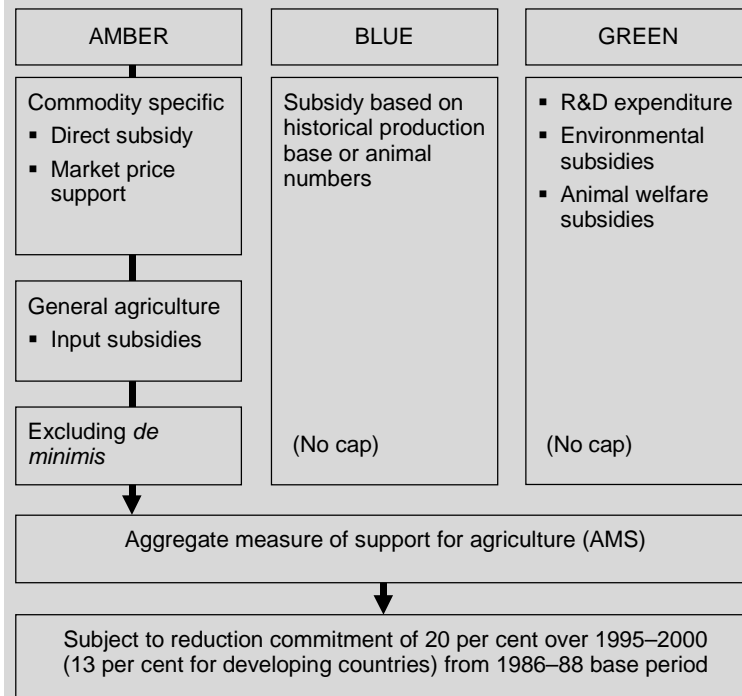 AMBER
Commodity specific
▪ Direct subsidy
▪ Market price
support
General agriculture
▪ Input subsidies
Excluding de
minimis
BLUE
Subsidy based on
historical production
base or animal
numbers
(No cap)
GREEN
▪ R&D expenditure
▪ Environmental
subsidies
▪ Animal welfare
subsidies
(No cap)
Aggregate measure of support for agriculture (AMS)
Subject to reduction commitment of 20 per cent over 1995–2000
(13 per cent for developing countries) from 1986–88 base period